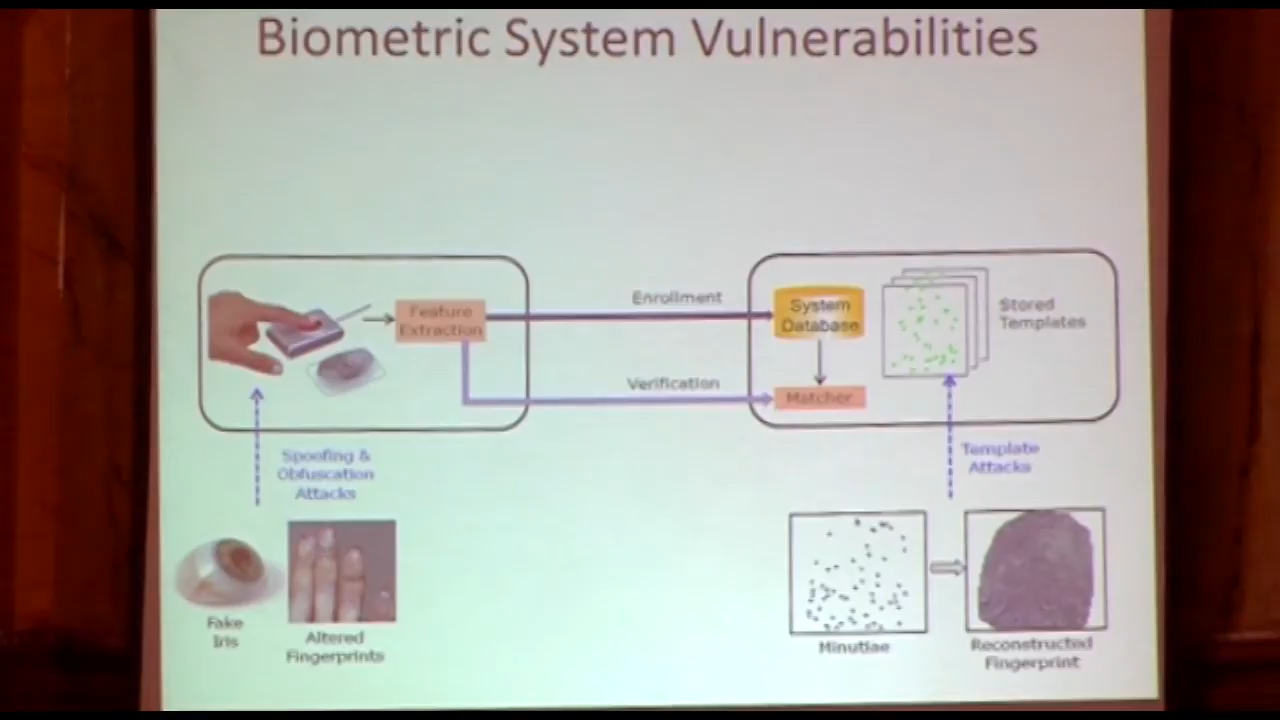 Biometric System Vulnerabilities
Feature
Extraction
Enrollment
Verification
System
Database
Matcher
Stored
Templates
Spoofing &
Obfuscation
Attacks
Template
Attacks
Fake
Iris
Altered
Fingerprints
Minutiae
Reconstructed
Fingerprint